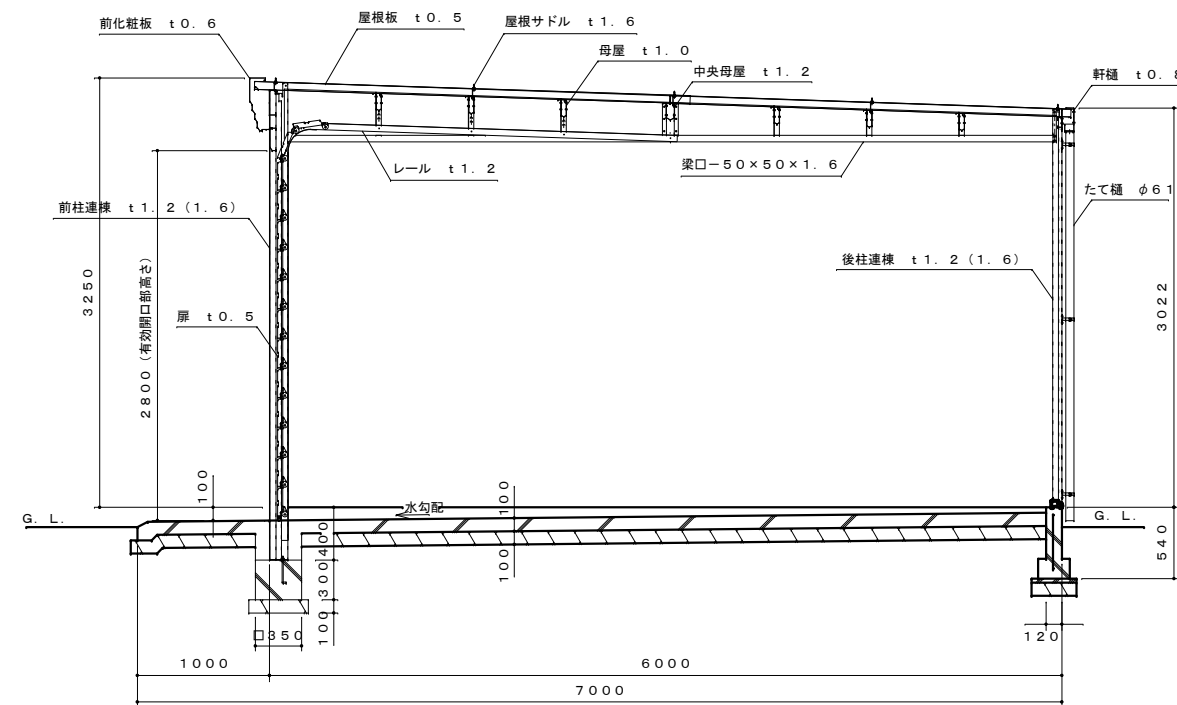 前化粧板　ｔ０．６
屋根板　ｔ０．５
屋根サドル　ｔ１．６
母屋　ｔ１．０
中央母屋　ｔ１．２
軒樋　ｔ０．８
レール　ｔ１．２
梁口－５０×５０×１．６
たて樋　φ６１
前柱連棟　ｔ１．２（１．６）
後柱連棟　ｔ１．２（１．６）
３２５０
２８００（有効開口部高さ）
扉　ｔ０．５
３０２２
１００
水勾配
１００
Ｇ．Ｌ．
Ｇ．Ｌ．
４０
３００
１００
１００
５４０
□３５０
１２０
１０００
６０００
７０００